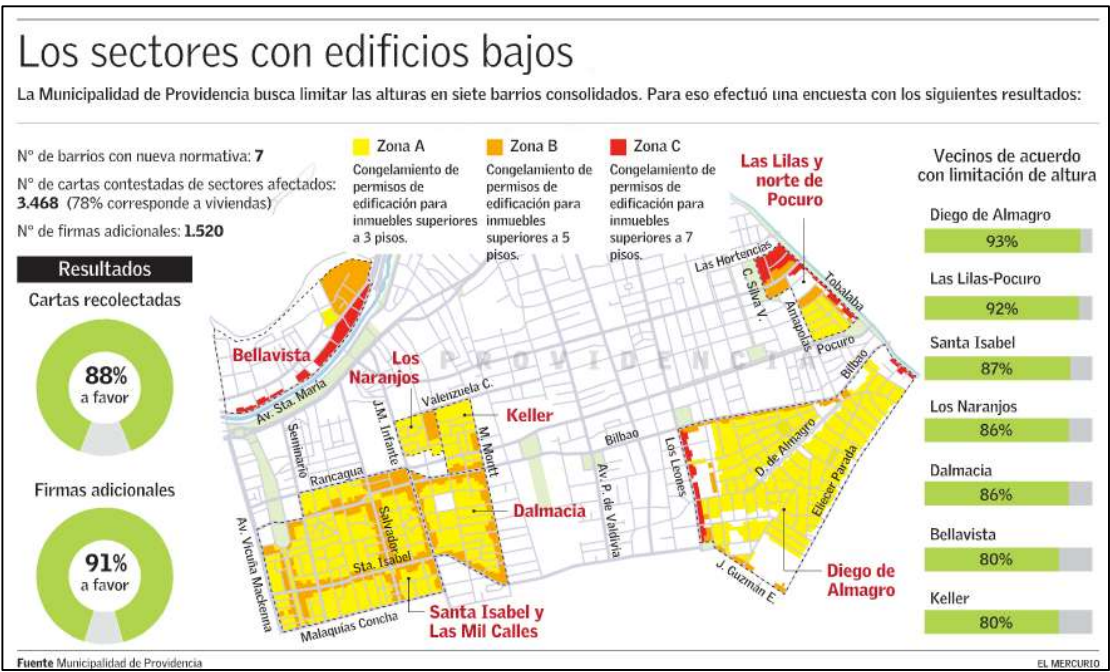 Los sectores con edificios bajos
La Municipalidad de Providencia busca limitar las alturas en siete barrios consolidados. Para eso efectuó una encuesta con los siguientes resultados:
N° de barrios con nueva normativa: 7
N° de cartas contestadas de sectores afectados:
3.468 (78% corresponde a viviendas)
N° de firmas adicionales: 1.520
Resultados
Cartas recolectadas
88%
a favor
Firmas adicionales
91%
a favor
Zona A
Congelamiento de
permisos de
edificación para
inmuebles superiores
a 3 pisos.
Zona B
Congelamiento de
permisos de
edificación para
inmuebles
superiores a 5
pisos.
Zona C
Congelamiento de
permisos de
edificación para
inmuebles
superiores a 7
pisos.
Las Lilas y
norte de
Pocuro
Las Hortencias
C. Silva V.
Tobalaba
Amapolas
Pocuro
Bellavista
Av. Sta. María
PROVIDENCIA
Los
Naranjos
Valenzuela C.
J.M. Infante
Keller
M. Montt
Seminario
Rancagua
Bilbao
Bilbao
Los Leones
D. de Almagro
Eliecer Parada
Av. P. de Valdivia
Dalmacia
Salvador
Sta. Isabel
Av. Vicuña Mackenna
Malaquías Concha
Santa Isabel y
Las Mil Calles
J. Guzmán E.
Diego de
Almagro
Vecinos de acuerdo
con limitación de altura
Diego de Almagro
93%
Las Lilas-Pocuro
92%
Santa Isabel
87%
Los Naranjos
86%
Dalmacia
86%
Bellavista
80%
Keller
80%
Fuente Municipalidad de Providencia
EL MERCURIO